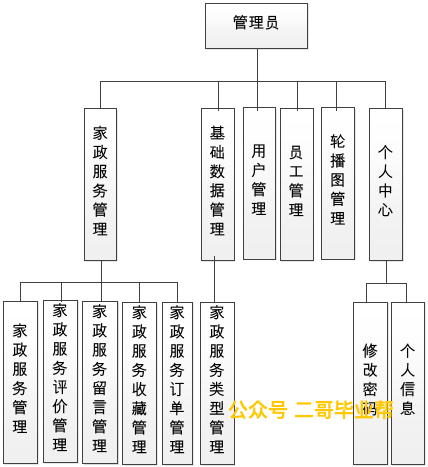 管理员
家政服务管理
基础数据管理
用户管理
员工管理
轮播图管理
个人中心
家政服务管理
家政服务评价管理
家政服务留言管理
家政服务收藏管理
家政服务订单管理
家政服务类型管理
修改密码
个人信息
公众号 二哥毕业帮